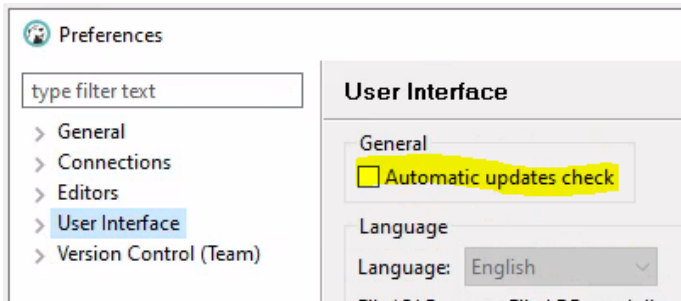 Preferences
type filter text
General
Connections
Editors
User Interface
Version Control (Team)
User Interface
General
Automatic updates check
Language
Language: English